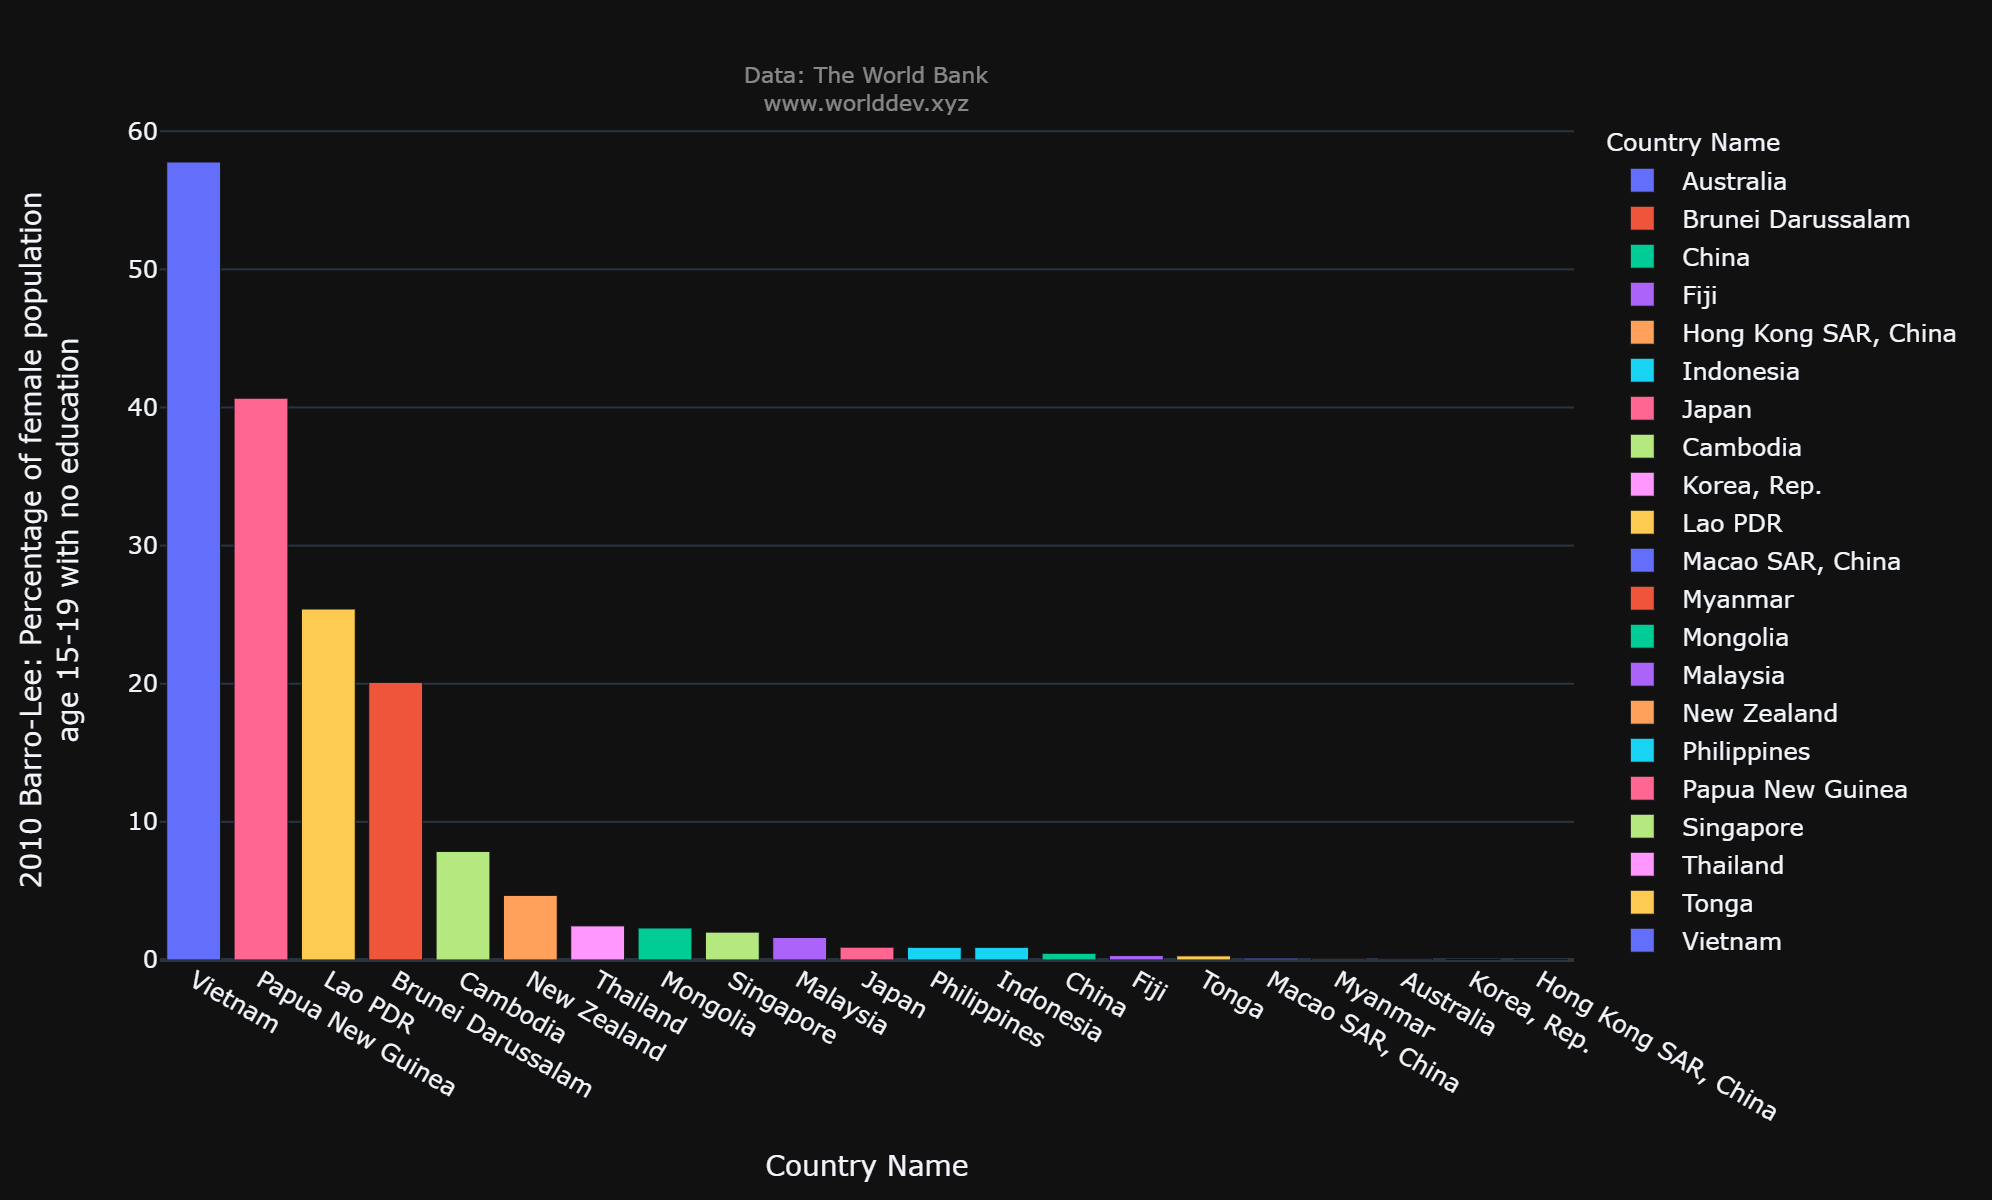 Data: The World Bank
www.worlddev.xyz
2010 Barro-Lee: Percentage of female population
age 15-19 with no education
60
50
40
30
20
10
0
Vietnam
Papua New Guinea
Lao PDR
Brunei Darussalam
Cambodia
New Zealand
Thailand
Mongolia
Singapore
Malaysia
Japan
Philippines
Indonesia
China
Fiji
Tonga
Macao SAR, China
Myanmar
Australia
Korea, Rep.
Hong Kong SAR, China
Country Name
Country Name
Australia
Brunei Darussalam
China
Fiji
Hong Kong SAR, China
Indonesia
Japan
Cambodia
Korea, Rep.
Lao PDR
Macao SAR, China
Myanmar
Mongolia
Malaysia
New Zealand
Philippines
Papua New Guinea
Singapore
Thailand
Tonga
Vietnam